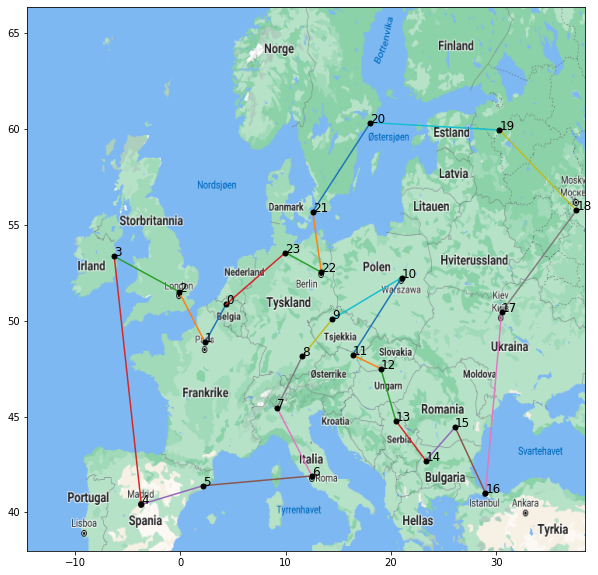 65
60
55
50
45
40
−10
0
10
20
30
Norge
Bottenvika
Finland
20
19
Estland
Østersjøen
Latvia
Moskv
Москв
Nordsjøen
21
Danmark
Litauen
18
Storbritannia
3
Irland
23
22
Nederland
Polen
10
Hviterussland
London
2
Berlin
Warszawa
0
Belgia
Tyskland
Kiev
17
9
Tsjekkia
1
8
11
Slovakia
Ukraina
Østerrike
12
Ungarn
Moldova
Frankrike
7
Kroatia
13
Romania
Serbia
15
14
Svartehavet
Italia
6
Roma
Bulgaria
5
16
Madrid
4
Portugal
Spania
Istanbul
Ankara
Lisboa
Tyrrenhavet
Hellas
Tyrkia